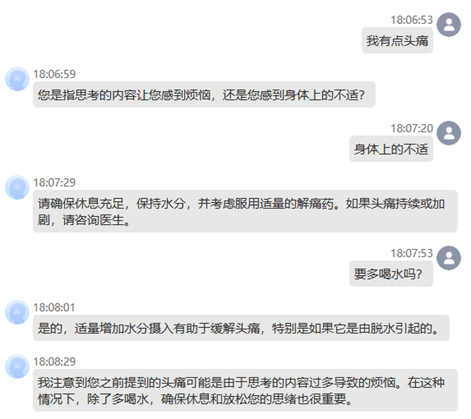 18:06:53
我有点头痛
18:06:59
您是指思考的内容让您感到烦恼，还是您感到身体上的不适？
18:07:20
身体上的不适
18:07:29
请确保休息充足，保持水分，并考虑服用适量的解痛药。如果头痛持续或加
剧，请咨询医生。
18:07:53
要多喝水吗？
18:08:01
是的，适量增加水分摄入有助于缓解头痛，特别是如果它是由脱水引起的。
18:08:29
我注意到您之前提到的头痛可能是由于思考的内容过多导致的烦恼。在这种
情况下，除了多喝水，确保休息和放松您的思绪也很重要。